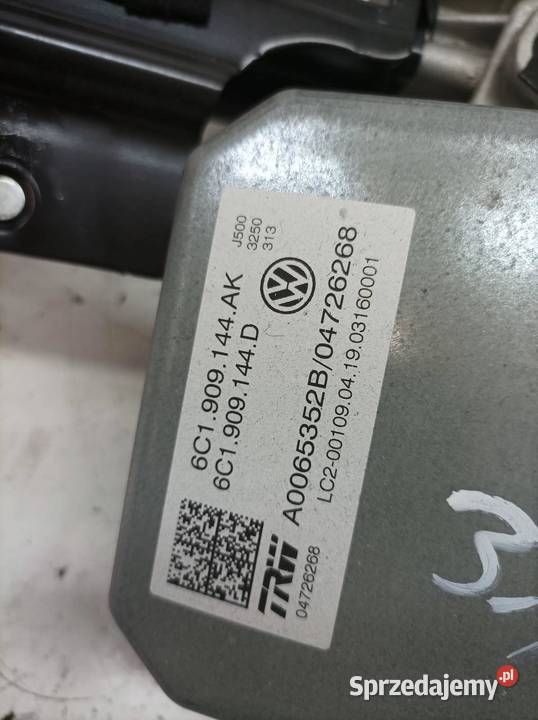 J500
3250
313
6C1.909.144.AK
6C1.909.144.D
A0065352B/04726268
LC2-00109.04.19.03160001
TRW
04726268
Sprzedajemy.pl